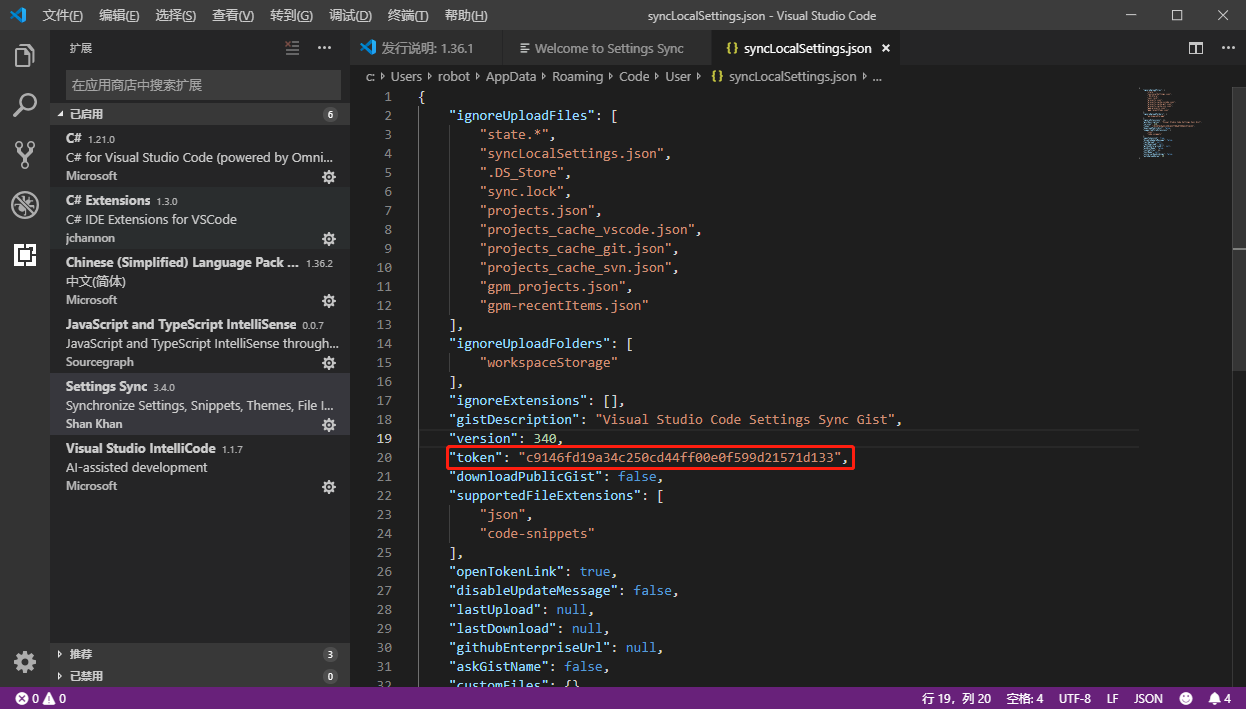 文件(F) 编辑(E) 选择(S) 查看(V) 转到(G) 调试(D) 终端(T) 帮助(H) syncLocalSettings.json - Visual Studio Code
扩展
在应用商店中搜索扩展
已启用 6
C# 1.21.0
C# for Visual Studio Code (powered by Omni...
Microsoft
C# Extensions 1.3.0
C# IDE Extensions for VSCode
jchannon
Chinese (Simplified) Language Pack ... 1.36.2
中文(简体)
Microsoft
JavaScript and TypeScript IntelliSense 0.0.7
JavaScript and TypeScript IntelliSense through...
Sourcegraph
Settings Sync 3.4.0
Synchronize Settings, Snippets, Themes, File I...
Shan Khan
Visual Studio IntelliCode 1.1.7
AI-assisted development
Microsoft
推荐 3
已禁用 0
发行说明: 1.36.1 Welcome to Settings Sync {} syncLocalSettings.json ×
c: Users robot AppData Roaming Code User {} syncLocalSettings.json ...
1 {
2 "ignoreUploadFiles": [
3 "state.*",
4 "syncLocalSettings.json",
5 ".DS_Store",
6 "sync.lock",
7 "projects.json",
8 "projects_cache_vscode.json",
9 "projects_cache_git.json",
10 "projects_cache_svn.json",
11 "gpm_projects.json",
12 "gpm-recentItems.json"
13 ],
14 "ignoreUploadFolders": [
15 "workspaceStorage"
16 ],
17 "ignoreExtensions": [],
18 "gistDescription": "Visual Studio Code Settings Sync Gist",
19 "version": 340,
20 "token": "c9146fd19a34c250cd44ff00e0f599d21571d133",
21 "downloadPublicGist": false,
22 "supportedFileExtensions": [
23 "json",
24 "code-snippets"
25 ],
26 "openTokenLink": true,
27 "disableUpdateMessage": false,
28 "lastUpload": null,
29 "lastDownload": null,
30 "githubEnterpriseUrl": null,
31 "askGistName": false,
32 "customFiles": {}
0 0 行 19，列 20 空格: 4 UTF-8 LF JSON 4